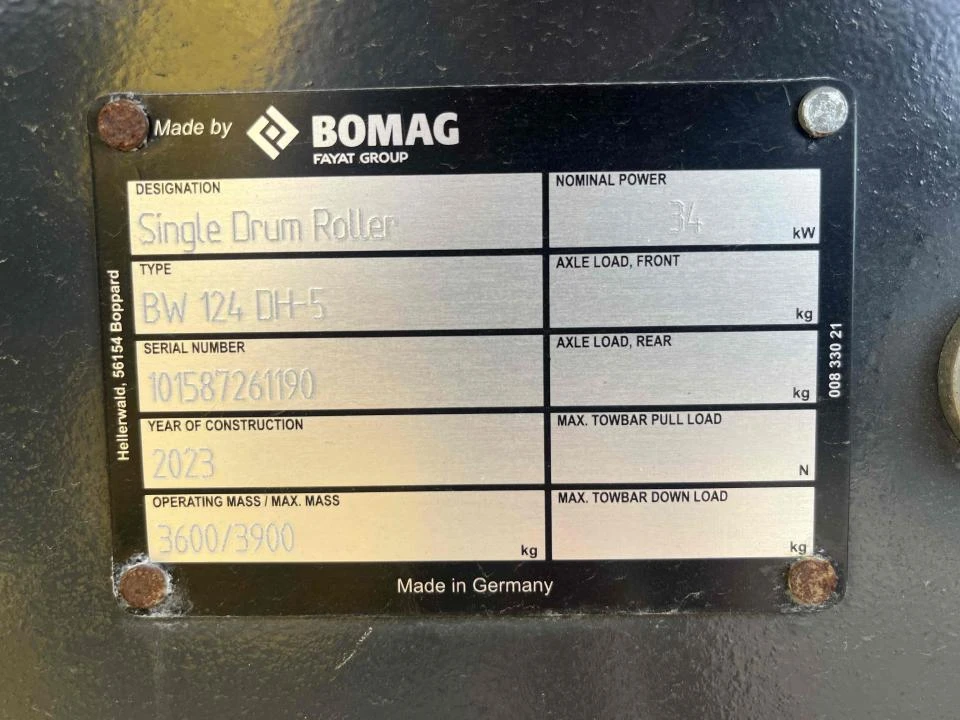 Made by BOMAG
FAYAT GROUP
DESIGNATION
Single Drum Roller
NOMINAL POWER
34 kW
TYPE
BW 124 DH-5
AXLE LOAD, FRONT
kg
SERIAL NUMBER
101587261190
AXLE LOAD, REAR
kg
YEAR OF CONSTRUCTION
2023
MAX. TOWBAR PULL LOAD
N
OPERATING MASS / MAX. MASS
3600/3900 kg
MAX. TOWBAR DOWN LOAD
kg
Made in Germany
Hellerwald, 56154 Boppard
008 330 21